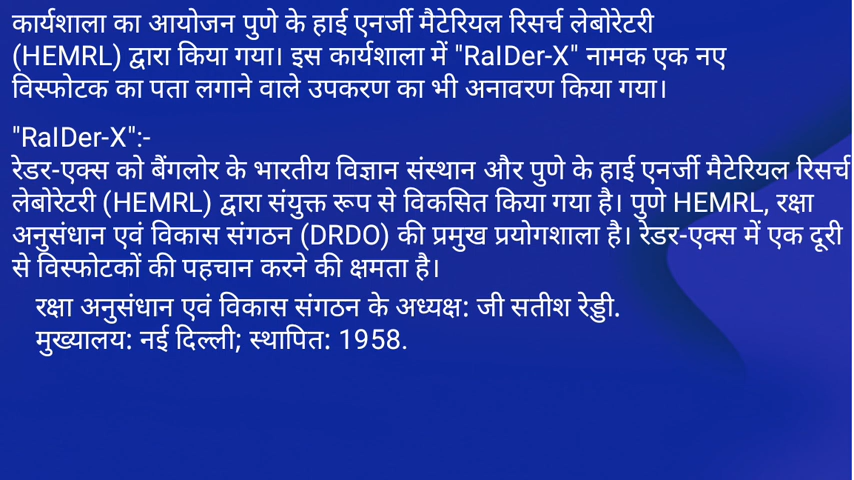 कार्यशाला का आयोजन पुणे के हाई एनर्जी मैटेरियल रिसर्च लेबोरेटरी
(HEMRL) द्वारा किया गया। इस कार्यशाला में "RaIDer-X" नामक एक नए
विस्फोटक का पता लगाने वाले उपकरण का भी अनावरण किया गया।
"RaIDer-X":-
रेडर-एक्स को बैंगलोर के भारतीय विज्ञान संस्थान और पुणे के हाई एनर्जी मैटेरियल रिसर्च
लेबोरेटरी (HEMRL) द्वारा संयुक्त रूप से विकसित किया गया है। पुणे HEMRL, रक्षा
अनुसंधान एवं विकास संगठन (DRDO) की प्रमुख प्रयोगशाला है। रेडर-एक्स में एक दूरी
से विस्फोटकों की पहचान करने की क्षमता है।
रक्षा अनुसंधान एवं विकास संगठन के अध्यक्ष: जी सतीश रेड्डी.
मुख्यालय: नई दिल्ली; स्थापित: 1958.